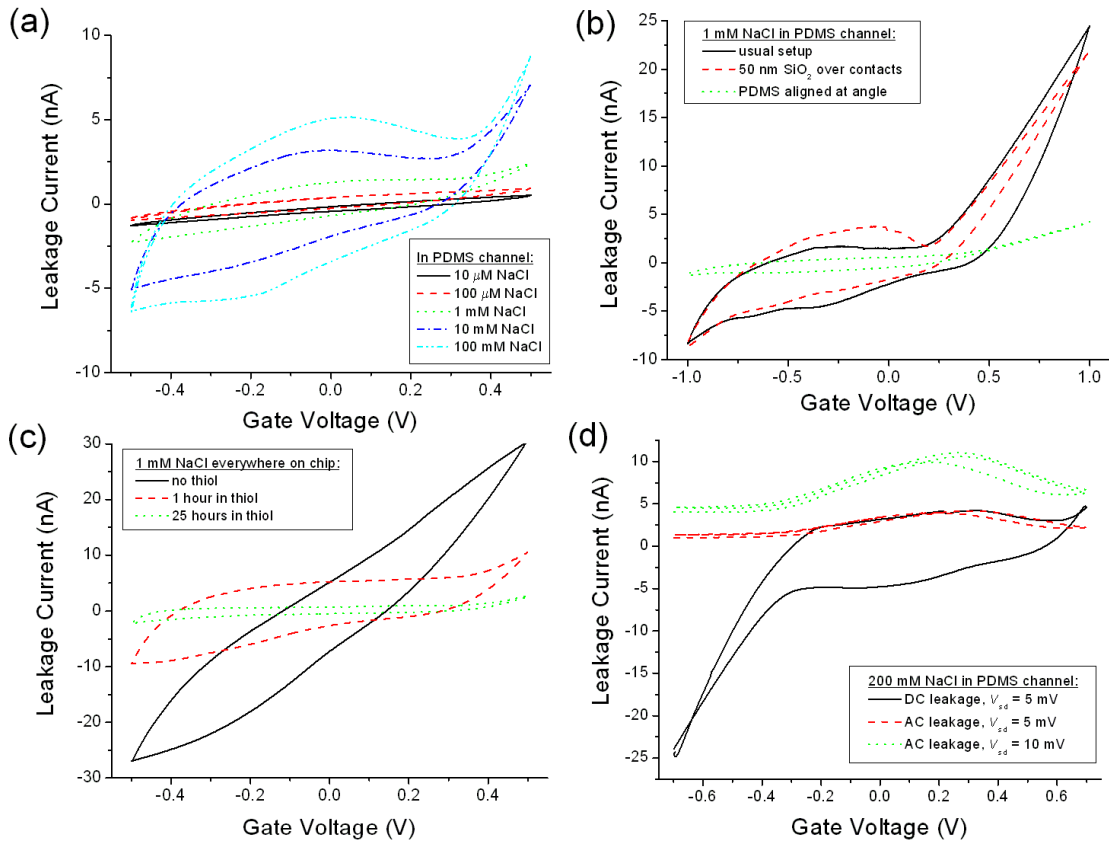 (a)
Leakage Current (nA)
10
5
0
-5
-10
In PDMS channel:
10 μM NaCl
100 μM NaCl
1 mM NaCl
10 mM NaCl
100 mM NaCl
-0.4 -0.2 0.0 0.2 0.4
Gate Voltage (V)
(b)
Leakage Current (nA)
25
20
15
10
5
0
-5
-10
1 mM NaCl in PDMS channel:
usual setup
50 nm SiO2 over contacts
PDMS aligned at angle
-1.0 -0.5 0.0 0.5 1.0
Gate Voltage (V)
(c)
Leakage Current (nA)
30
20
10
0
-10
-20
-30
1 mM NaCl everywhere on chip:
no thiol
1 hour in thiol
25 hours in thiol
-0.4 -0.2 0.0 0.2 0.4
Gate Voltage (V)
(d)
Leakage Current (nA)
10
5
0
-5
-10
-15
-20
-25
200 mM NaCl in PDMS channel:
DC leakage, Vsd = 5 mV
AC leakage, Vsd = 5 mV
AC leakage, Vsd = 10 mV
-0.6 -0.4 -0.2 0.0 0.2 0.4 0.6
Gate Voltage (V)